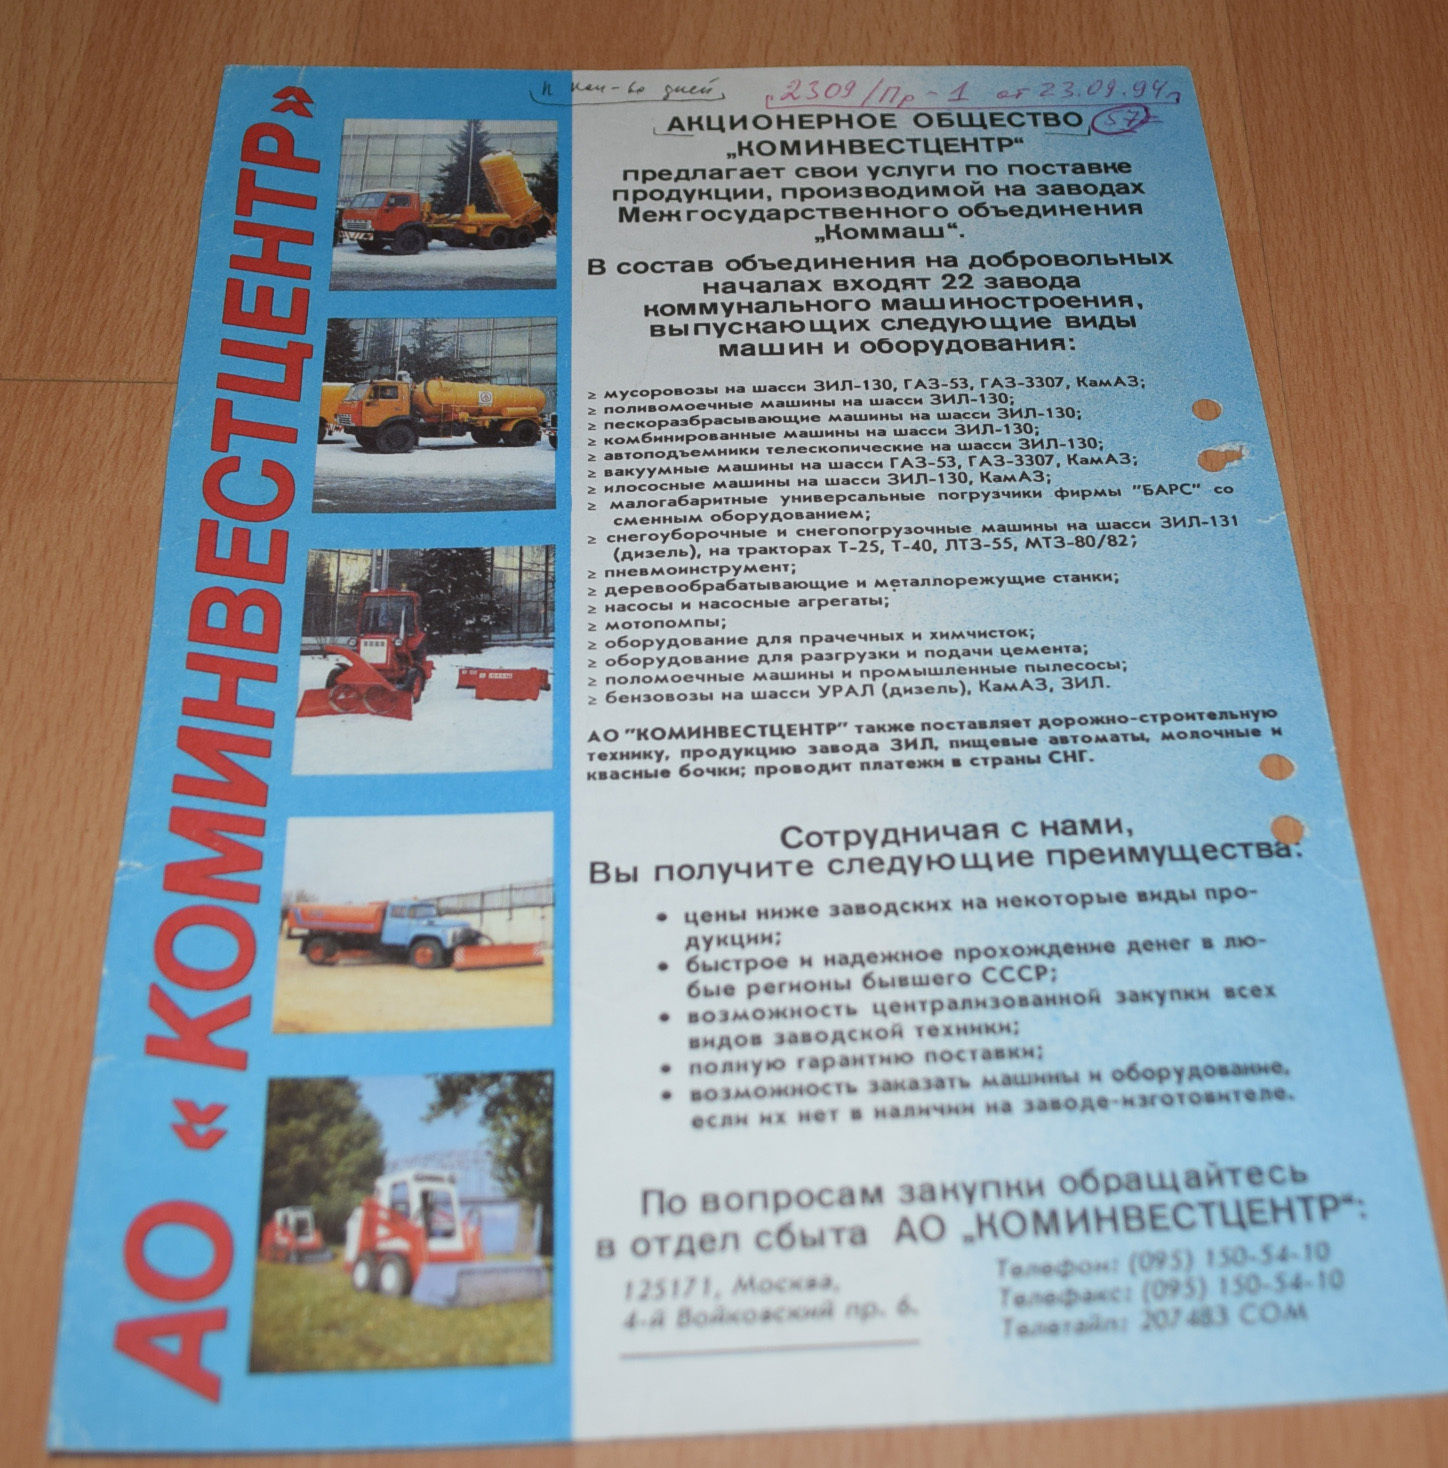 АО « КОМИНВЕСТЦЕНТР»
2309/Пр-1 от 23.09.94г
57
АКЦИОНЕРНОЕ ОБЩЕСТВО
„КОМИНВЕСТЦЕНТР“
предлагает свои услуги по поставке
продукции, производимой на заводах
Межгосударственного объединения
„Коммаш“.
В состав объединения на добровольных
началах входят 22 завода
коммунального машиностроения,
выпускающих следующие виды
машин и оборудования:
≥ мусоровозы на шасси ЗИЛ-130, ГАЗ-53, ГАЗ-3307, КамАЗ;
≥ поливомоечные машины на шасси ЗИЛ-130;
≥ пескоразбрасывающие машины на шасси ЗИЛ-130;
≥ комбинированные машины на шасси ЗИЛ-130;
≥ автоподъемники телескопические на шасси ЗИЛ-130;
≥ вакуумные машины на шасси ГАЗ-53, ГАЗ-3307, КамАЗ;
≥ илососные машины на шасси ЗИЛ-130, КамАЗ;
≥ малогабаритные универсальные погрузчики фирмы "БАРС" со
сменным оборудованием;
≥ снегоуборочные и снегопогрузочные машины на шасси ЗИЛ-131
(дизель), на тракторах Т-25, Т-40, ЛТЗ-55, МТЗ-80/82;
≥ пневмоинструмент;
≥ деревообрабатывающие и металлорежущие станки;
≥ насосы и насосные агрегаты;
≥ мотопомпы;
≥ оборудование для прачечных и химчисток;
≥ оборудование для разгрузки и подачи цемента;
≥ поломоечные машины и промышленные пылесосы;
≥ бензовозы на шасси УРАЛ (дизель), КамАЗ, ЗИЛ.
АО "КОМИНВЕСТЦЕНТР" также поставляет дорожно-строительную
технику, продукцию завода ЗИЛ, пищевые автоматы, молочные и
квасные бочки; проводит платежи в страны СНГ.
Сотрудничая с нами,
Вы получите следующие преимущества:
• цены ниже заводских на некоторые виды про-
дукции;
• быстрое и надежное прохождение денег в лю-
бые регионы бывшего СССР;
• возможность централизованной закупки всех
видов заводской техники;
• полную гарантию поставки;
• возможность заказать машины и оборудование,
если их нет в наличии на заводе-изготовителе.
По вопросам закупки обращайтесь
в отдел сбыта АО „КОМИНВЕСТЦЕНТР“:
125171, Москва,
4-й Войковский пр. 6.
Телефон: (095) 150-54-10
Телефакс: (095) 150-54-10
Телетайп: 207483 COM